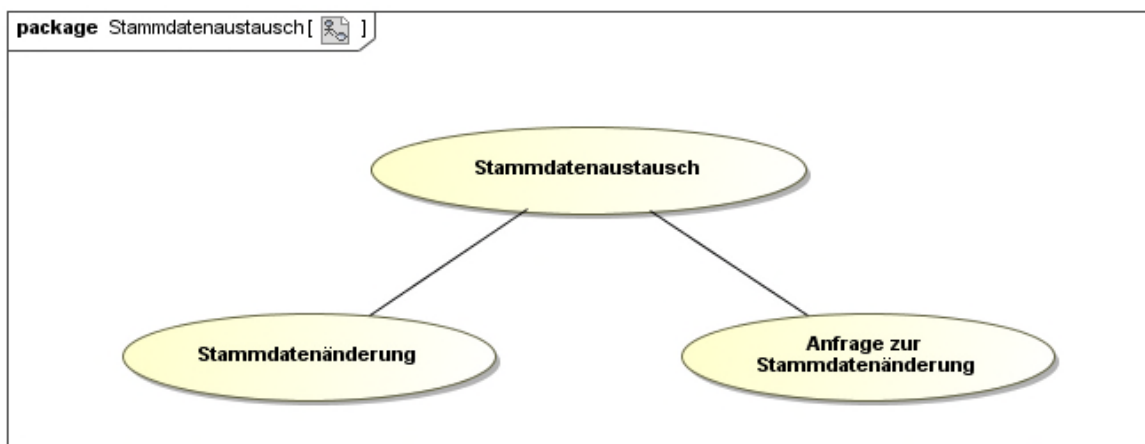 package Stammdatenaustausch [ ]
Stammdatenaustausch
Stammdatenänderung
Anfrage zur
Stammdatenänderung